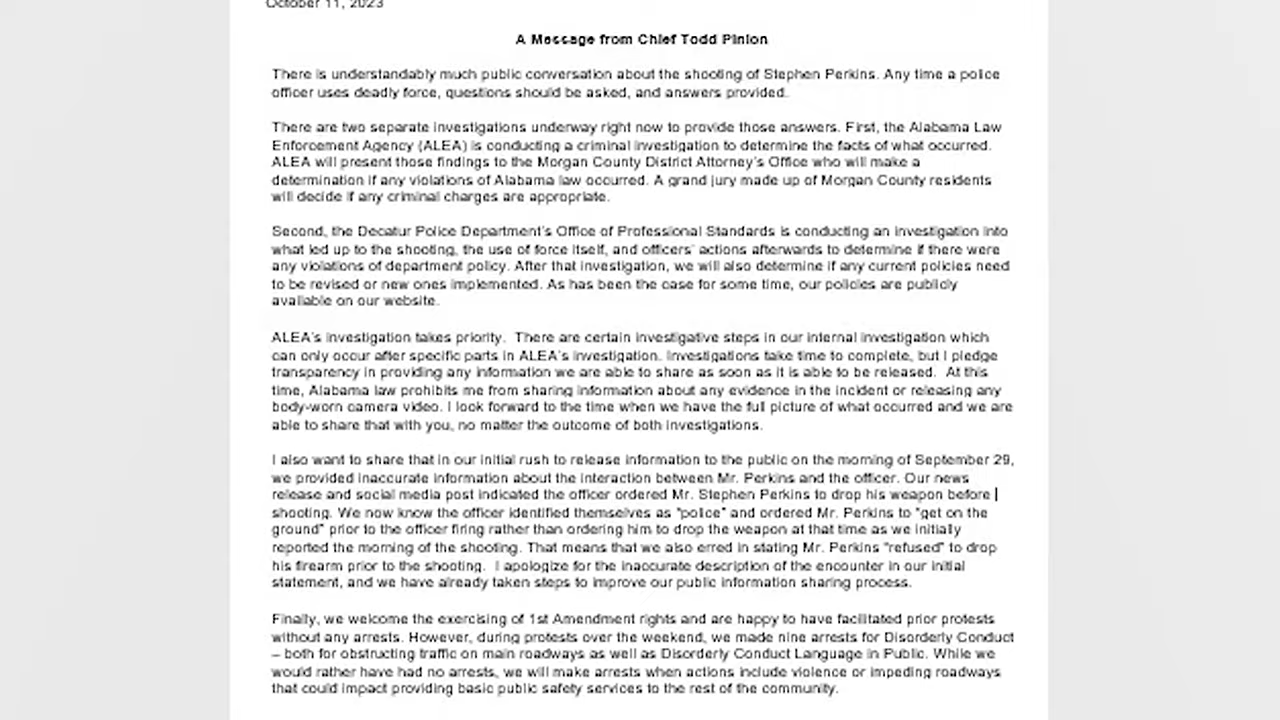 October 11, 2023
A Message from Chief Todd Pinion
There is understandably much public conversation about the shooting of Stephen Perkins. Any time a police
officer uses deadly force, questions should be asked, and answers provided.
There are two separate investigations underway right now to provide those answers. First, the Alabama Law
Enforcement Agency (ALEA) is conducting a criminal investigation to determine the facts of what occurred.
ALEA will present those findings to the Morgan County District Attorney's Office who will make a
determination if any violations of Alabama law occurred. A grand jury made up of Morgan County residents
will decide if any criminal charges are appropriate.
Second, the Decatur Police Department's Office of Professional Standards is conducting an investigation into
what led up to the shooting, the use of force itself, and officers' actions afterwards to determine if there were
any violations of department policy. After that investigation, we will also determine if any current policies need
to be revised or new ones implemented. As has been the case for some time, our policies are publicly
available on our website.
ALEA's investigation takes priority. There are certain investigative steps in our internal investigation which
can only occur after specific parts in ALEA's investigation. Investigations take time to complete, but I pledge
transparency in providing any information we are able to share as soon as it is able to be released. At this
time, Alabama law prohibits me from sharing information about any evidence in the incident or releasing any
body-worn camera video. I look forward to the time when we have the full picture of what occurred and we are
able to share that with you, no matter the outcome of both investigations.
I also want to share that in our initial rush to release information to the public on the morning of September 29,
we provided inaccurate information about the interaction between Mr. Perkins and the officer. Our news
release and social media post indicated the officer ordered Mr. Stephen Perkins to drop his weapon before |
shooting. We now know the officer identified themselves as "police" and ordered Mr. Perkins to "get on the
ground" prior to the officer firing rather than ordering him to drop the weapon at that time as we initially
reported the morning of the shooting. That means that we also erred in stating Mr. Perkins "refused" to drop
his firearm prior to the shooting. I apologize for the inaccurate description of the encounter in our initial
statement, and we have already taken steps to improve our public information sharing process.
Finally, we welcome the exercising of 1st Amendment rights and are happy to have facilitated prior protests
without any arrests. However, during protests over the weekend, we made nine arrests for Disorderly Conduct
– both for obstructing traffic on main roadways as well as Disorderly Conduct Language in Public. While we
would rather have had no arrests, we will make arrests when actions include violence or impeding roadways
that could impact providing basic public safety services to the rest of the community.